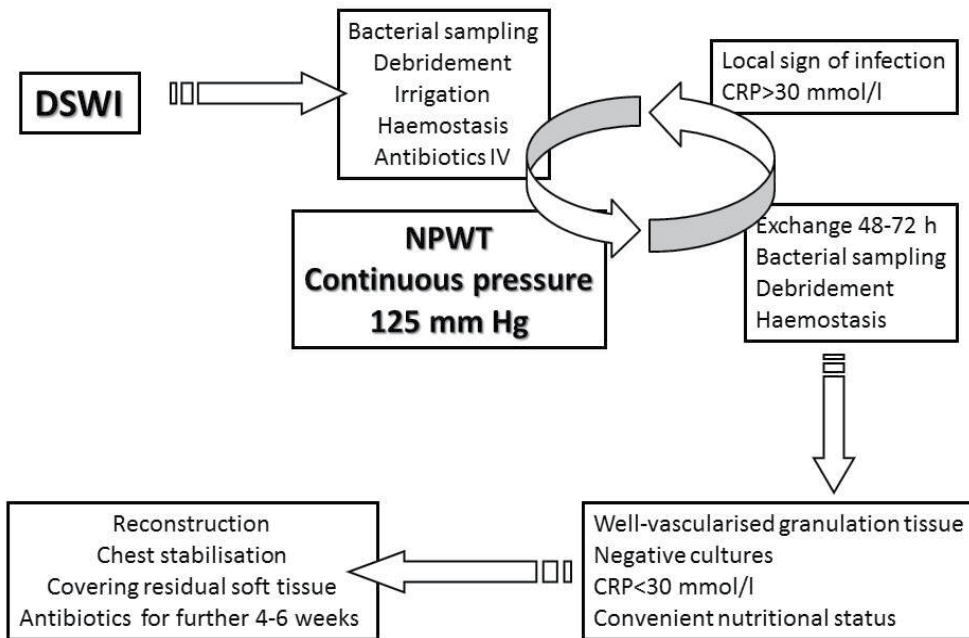 DSWI
Bacterial sampling
Debridement
Irrigation
Haemostasis
Antibiotics IV
Local sign of infection
CRP>30 mmol/l
NPWT
Continuous pressure
125 mm Hg
Exchange 48-72 h
Bacterial sampling
Debridement
Haemostasis
Well-vascularised granulation tissue
Negative cultures
CRP<30 mmol/l
Convenient nutritional status
Reconstruction
Chest stabilisation
Covering residual soft tissue
Antibiotics for further 4-6 weeks